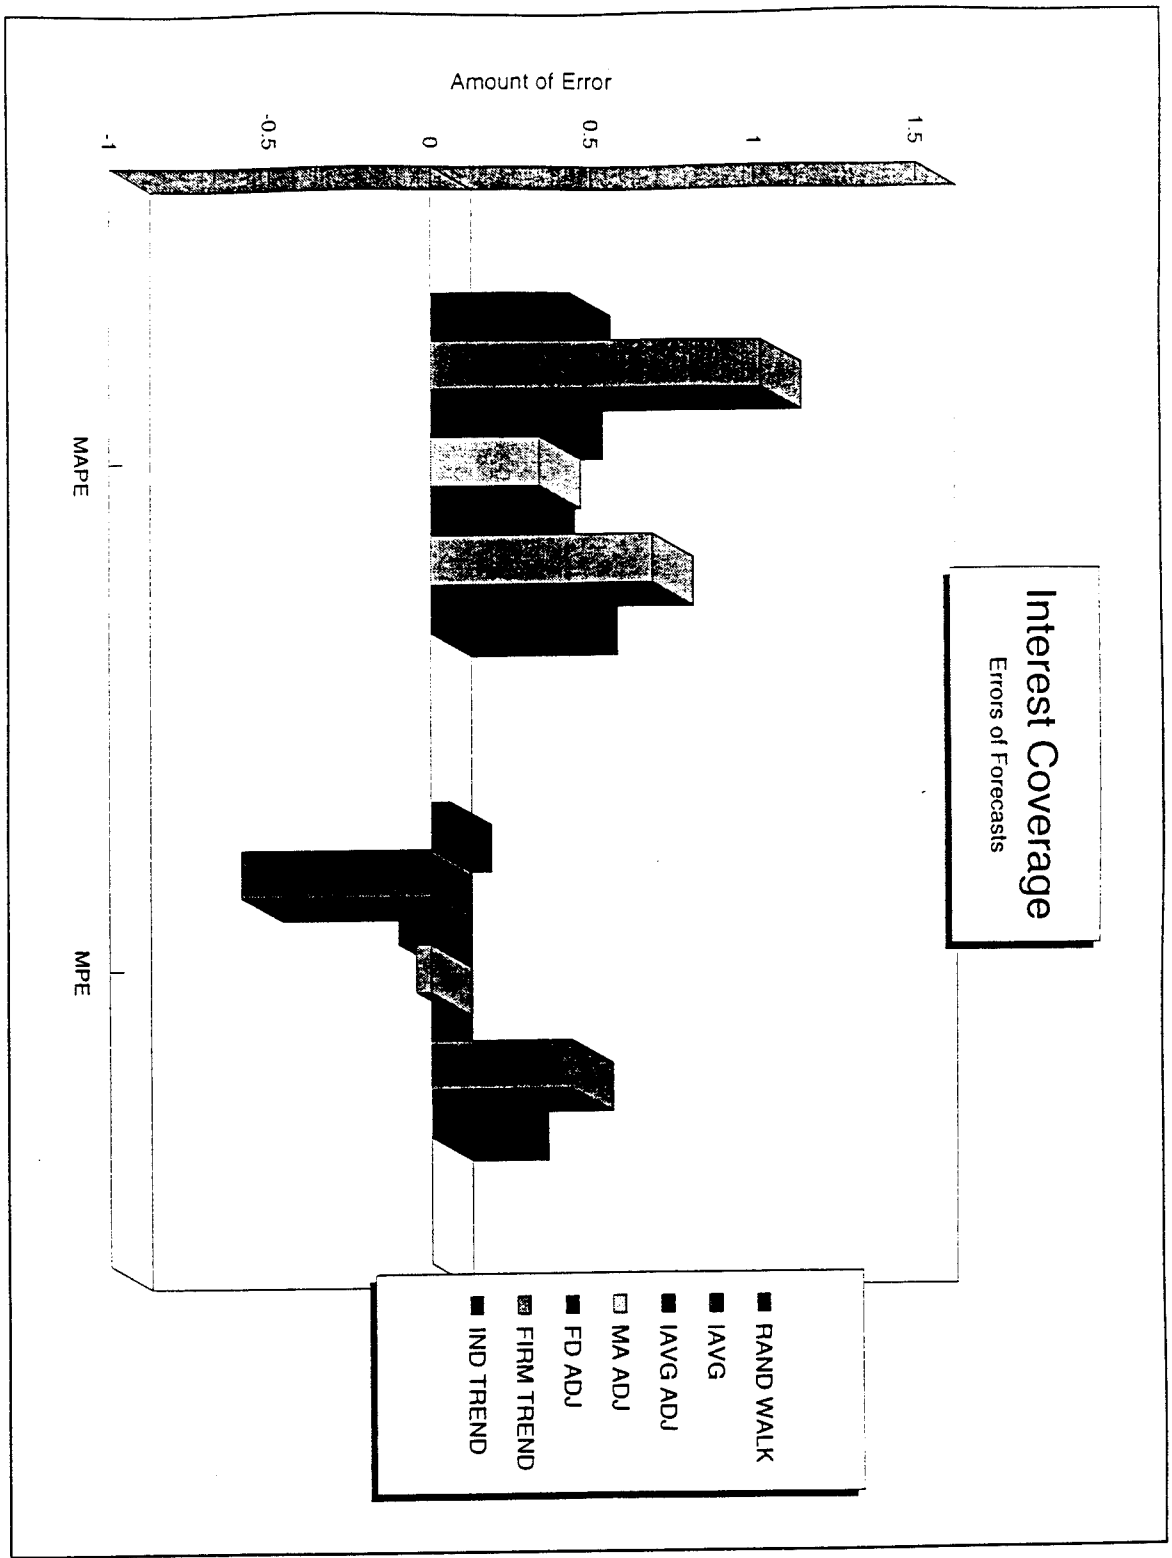 Interest Coverage
Errors of Forecasts
Amount of Error
1.5
1
0.5
0
-0.5
-1
MAPE
MPE
RAND WALK
IAVG
IAVG ADJ
MA ADJ
FD ADJ
FIRM TREND
IND TREND